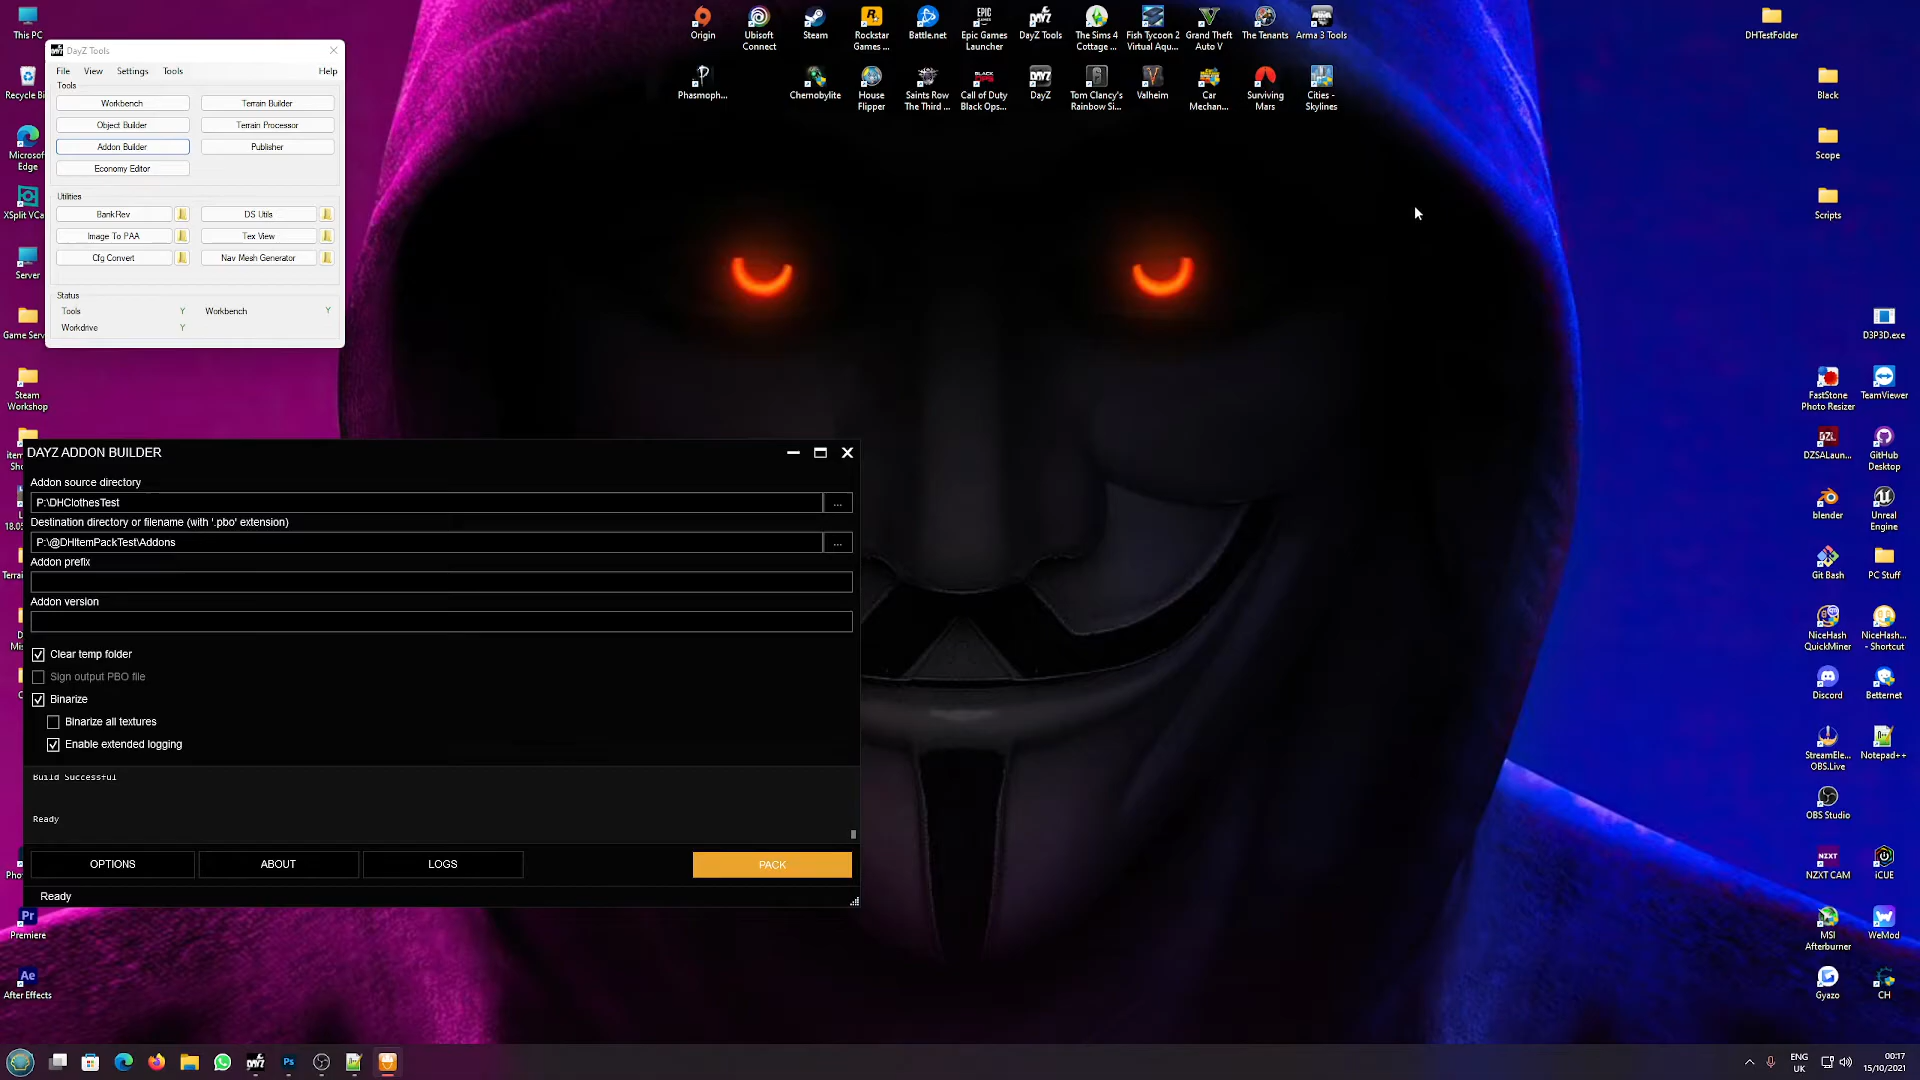 This PC
Recycle Bi
Microsof
Edge
XSplit VCa
Server
Game Serv
Steam
Workshop
Premiere
After Effects
DayZ Tools
File
View
Settings
Tools
Help
Tools
Workbench
Terrain Builder
Object Builder
Terrain Processor
Addon Builder
Publisher
Economy Editor
Utilities
BankRev
DS Utils
Image To PAA
Tex View
Cfg Convert
Nav Mesh Generator
Status
Tools
Y
Workbench
Y
Workdrive
Y
Origin
Ubisoft
Connect
Steam
Rockstar
Games ...
Battle.net
Epic Games
Launcher
DayZ Tools
The Sims 4
Cottage ...
Fish Tycoon 2
Virtual Aqu...
Grand Theft
Auto V
The Tenants
Arma 3 Tools
Phasmoph...
Chernobylite
House
Flipper
Saints Row
The Third ...
Call of Duty
Black Ops...
DayZ
Tom Clancy's
Rainbow Si...
Valheim
Car
Mechan...
Surviving
Mars
Cities -
Skylines
DHTestFolder
Black
Scope
Scripts
D3P3D.exe
FastStone
Photo Resizer
TeamViewer
DZSALaun...
GitHub
Desktop
blender
Unreal
Engine
Git Bash
PC Stuff
NiceHash
QuickMiner
NiceHash...
- Shortcut
Discord
Betternet
StreamEle...
OBS.Live
Notepad++
OBS Studio
NZXT CAM
iCUE
MSI
Afterburner
WeMod
Gyazo
CH
DAYZ ADDON BUILDER
Addon source directory
P:\DHClothesTest
...
Destination directory or filename (with '.pbo' extension)
P:\@DHItemPackTest\Addons
...
Addon prefix
Addon version
Clear temp folder
Sign output PBO file
Binarize
Binarize all textures
Enable extended logging
Build Successful
Ready
OPTIONS
ABOUT
LOGS
PACK
Ready
ENG
UK
00:17
15/10/2021